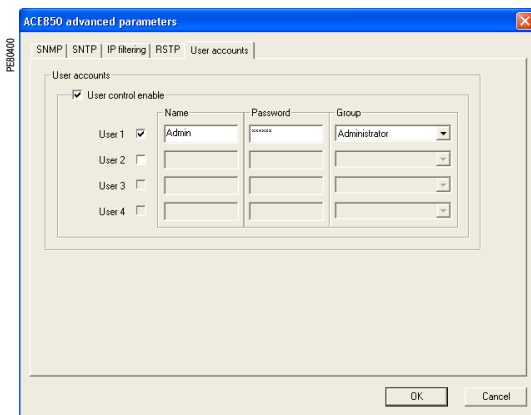 ACE850 advanced parameters
PE80400
SNMP SNTP IP filtering RSTP User accounts
User accounts
User control enable
Name Password Group
User 1 Admin ****** Administrator
User 2
User 3
User 4
OK Cancel